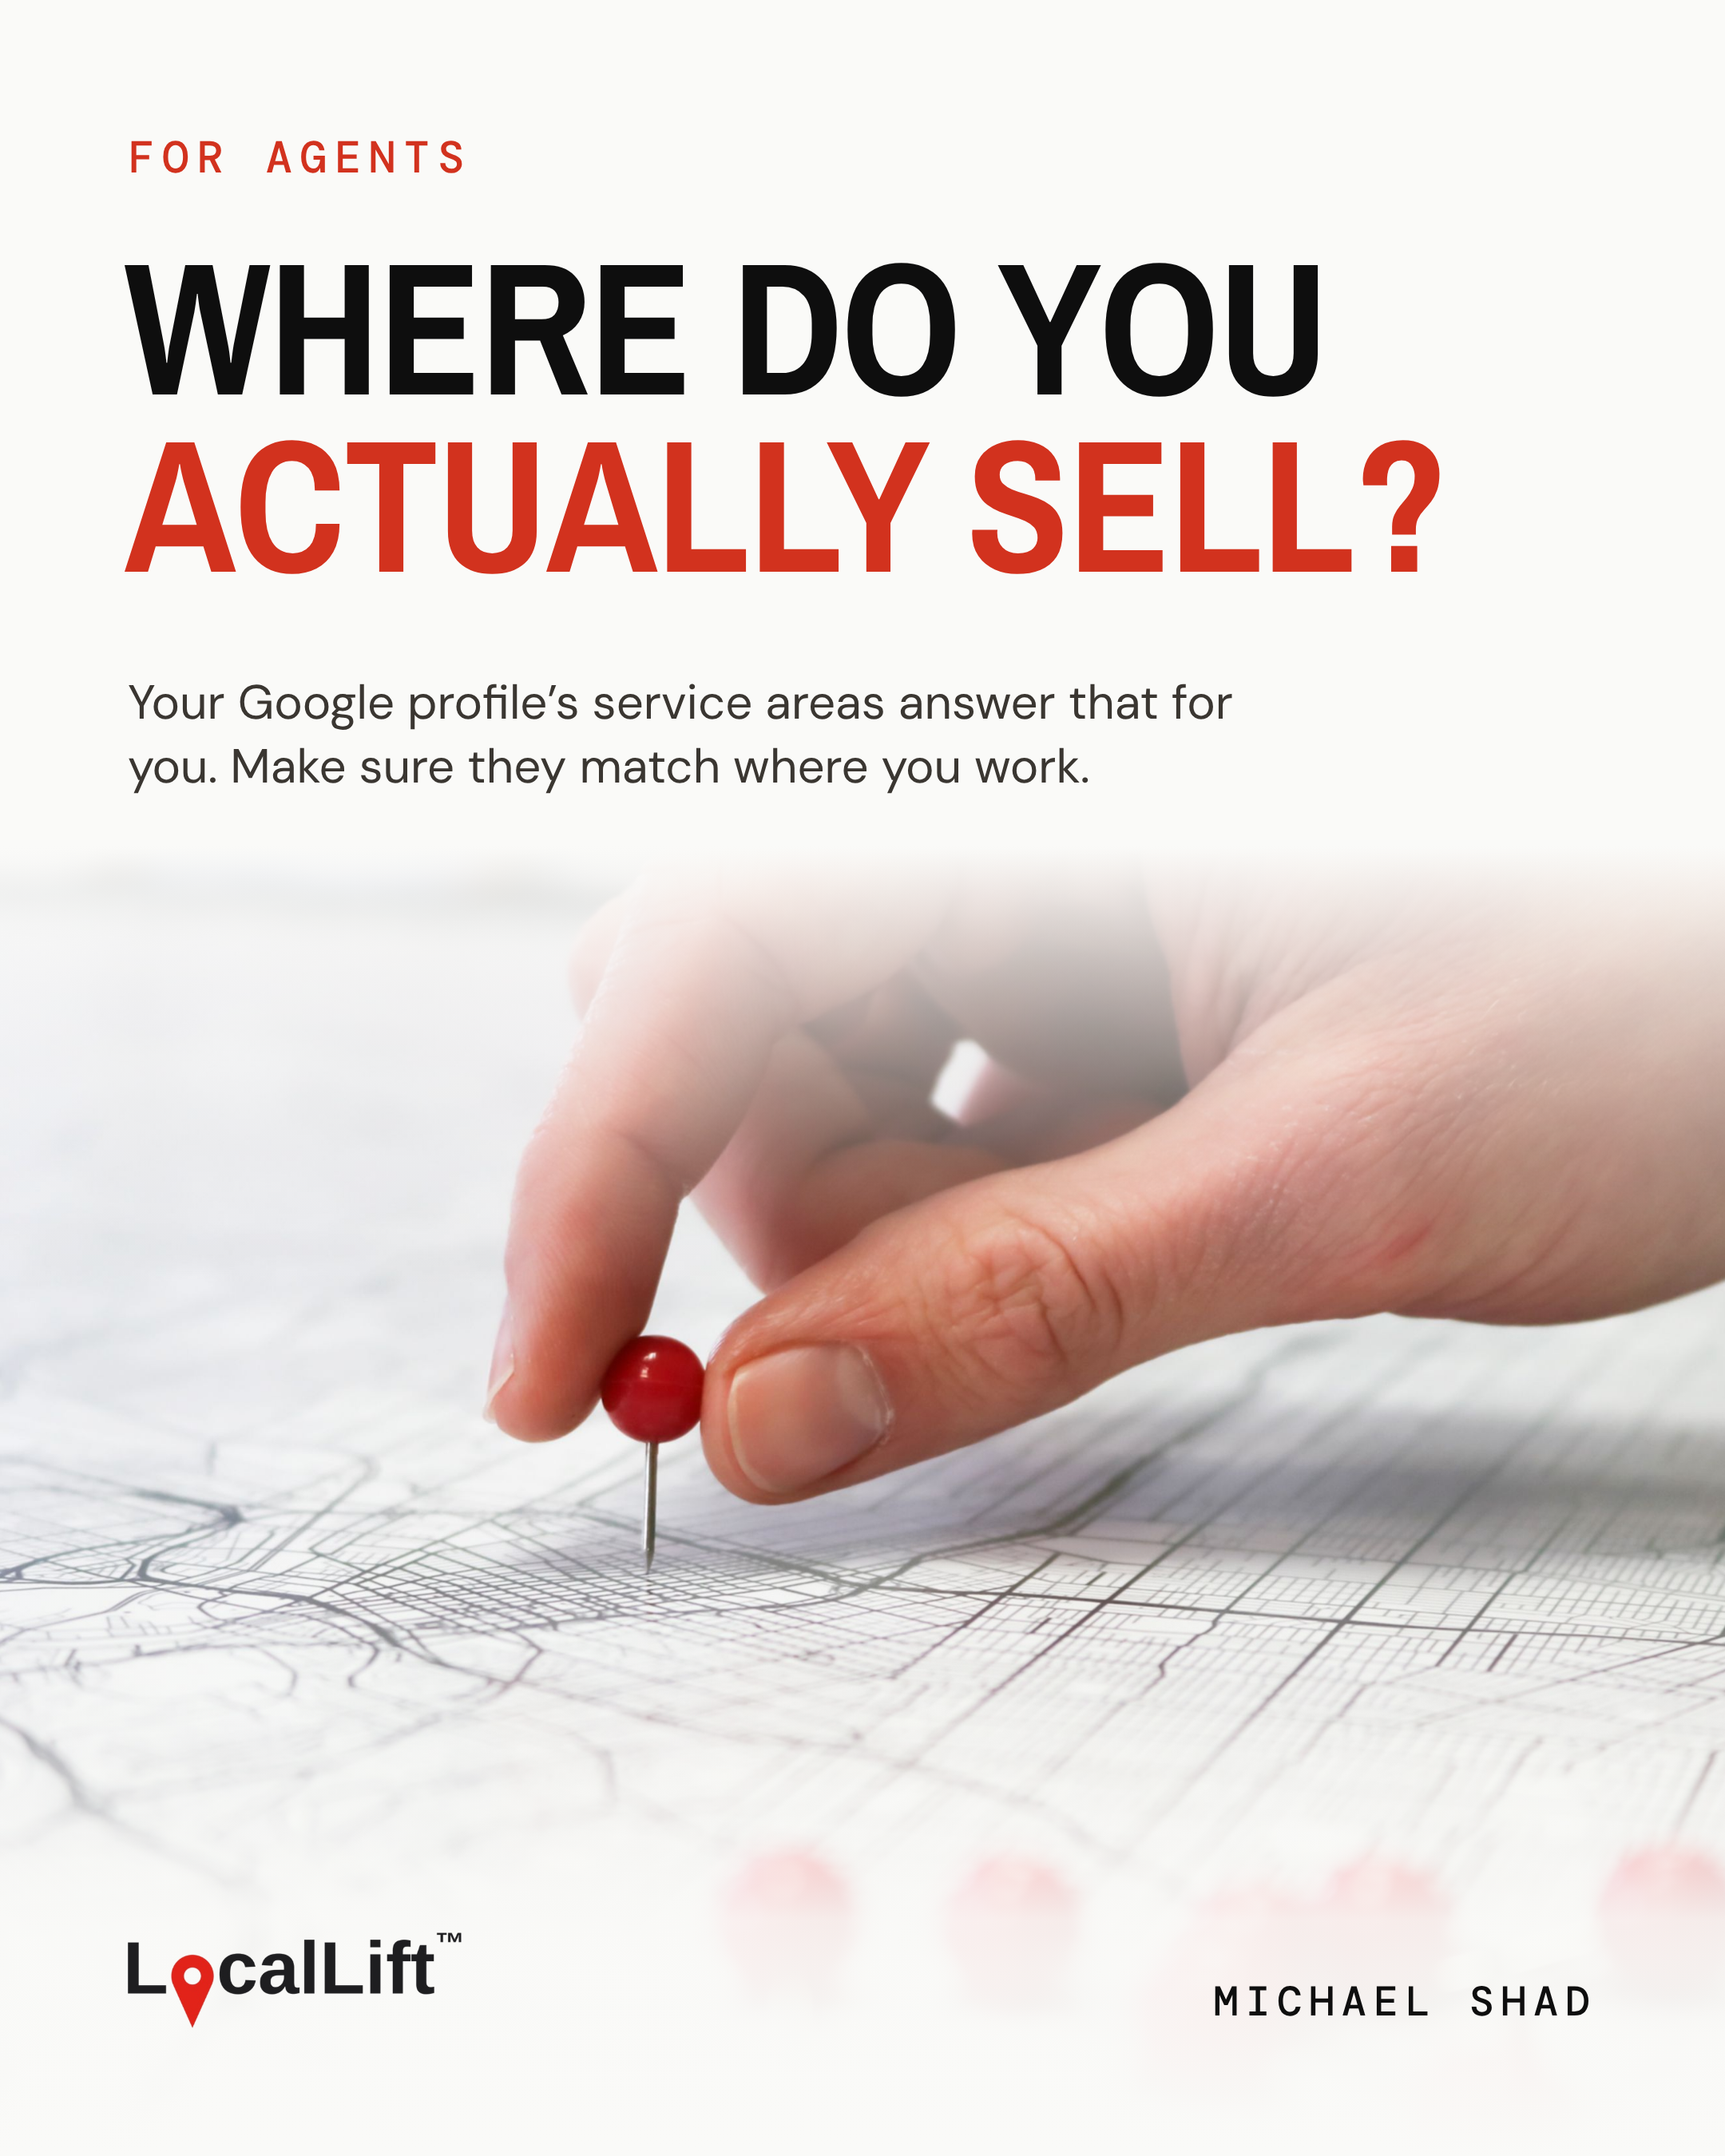 FOR AGENTS
WHERE DO YOU
ACTUALLY SELL?
Your Google profile’s service areas answer that for
you. Make sure they match where you work.
LocalLift™
MICHAEL SHAD